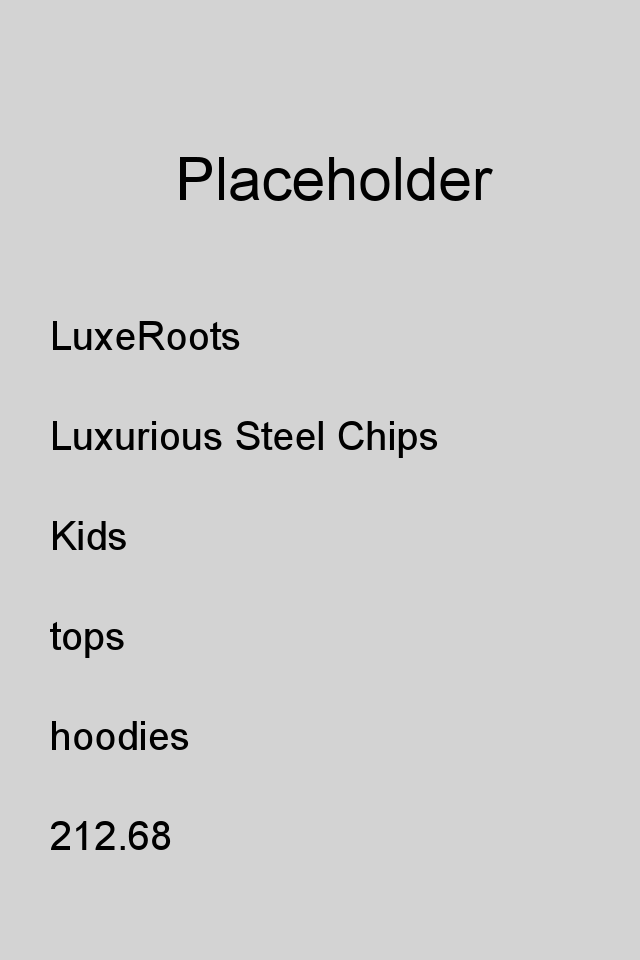 Placeholder
LuxeRoots
Luxurious Steel Chips
Kids
tops
hoodies
212.68